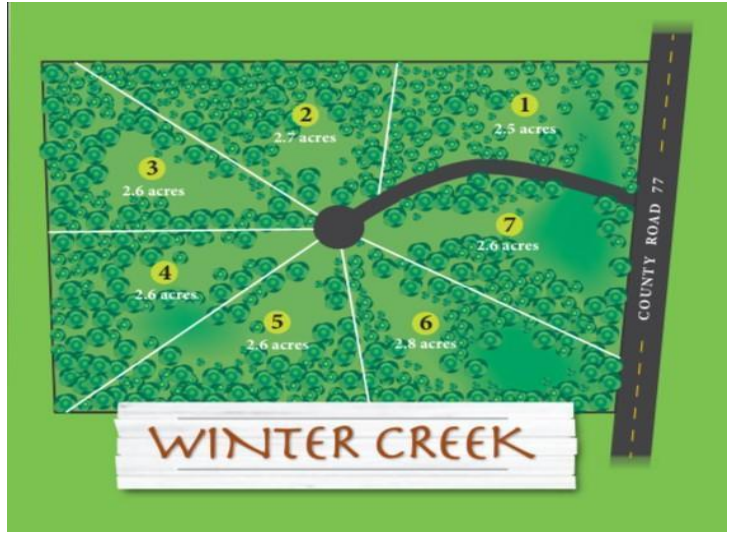 1
2.5 acres
2
2.7 acres
3
2.6 acres
7
2.6 acres
4
2.6 acres
5
2.6 acres
6
2.8 acres
COUNTY ROAD 77
WINTER CREEK